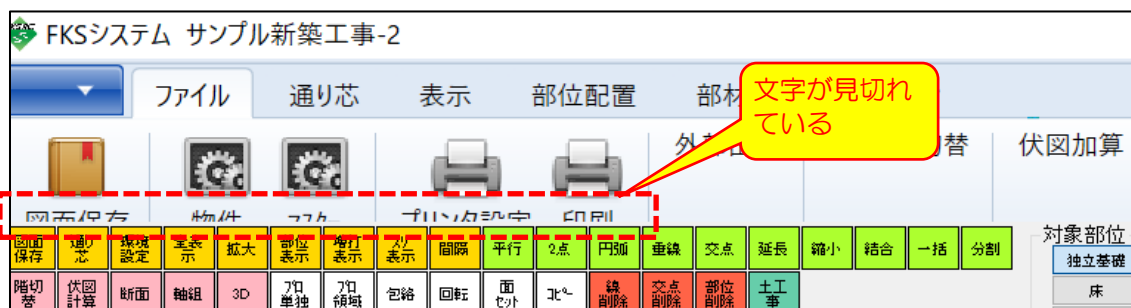 FKSシステム サンプル新築工事-2
ファイル 通り芯 表示 部位配置 部材
文字が見切れ
ている
替 伏図加算
図面保存 物件 マスター プリンタ設定 印刷
図面保存 通り芯 環境設定 全表示 拡大 部位表示 増打表示 メリ表示 間隔 平行 2点 円弧 垂線 交点 延長 縮小 結合 一括 分割
対象部位
独立基礎
階切替 伏図計算 断面 軸組 3D プロ単独 プロ領域 包絡 回転 面セット コピー 線削除 交点削除 部位削除 土工事
床